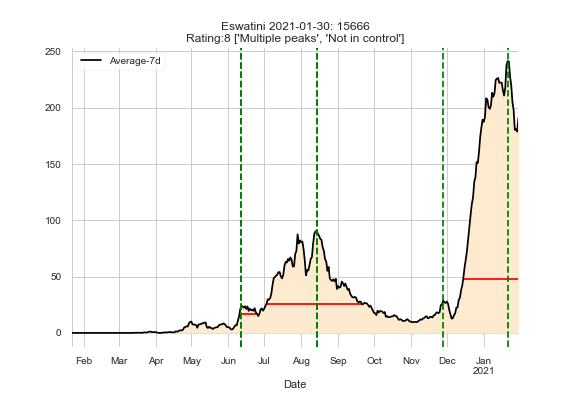 Eswatini 2021-01-30: 15666
Rating:8 ['Multiple peaks', 'Not in control']
Average-7d
250
200
150
100
50
0
Feb Mar Apr May Jun Jul Aug Sep Oct Nov Dec Jan
2021
Date